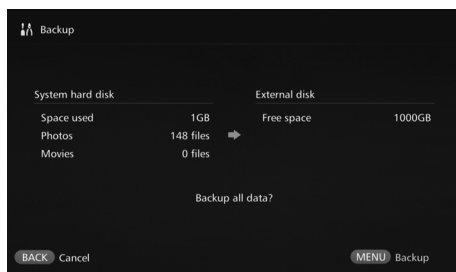 Backup
System hard disk
External disk
Space used 1GB
Free space 1000GB
Photos 148 files
Movies 0 files
Backup all data?
BACK Cancel
MENU Backup